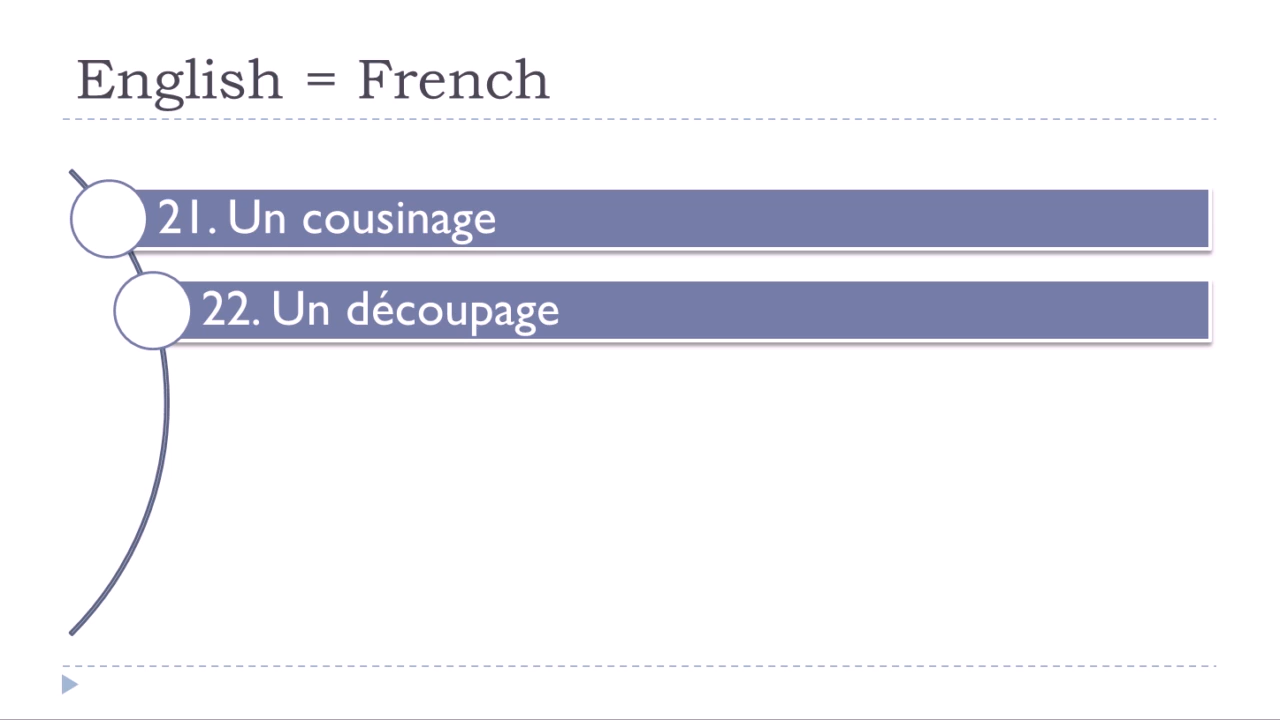 English = French
21. Un cousinage
22. Un découpage